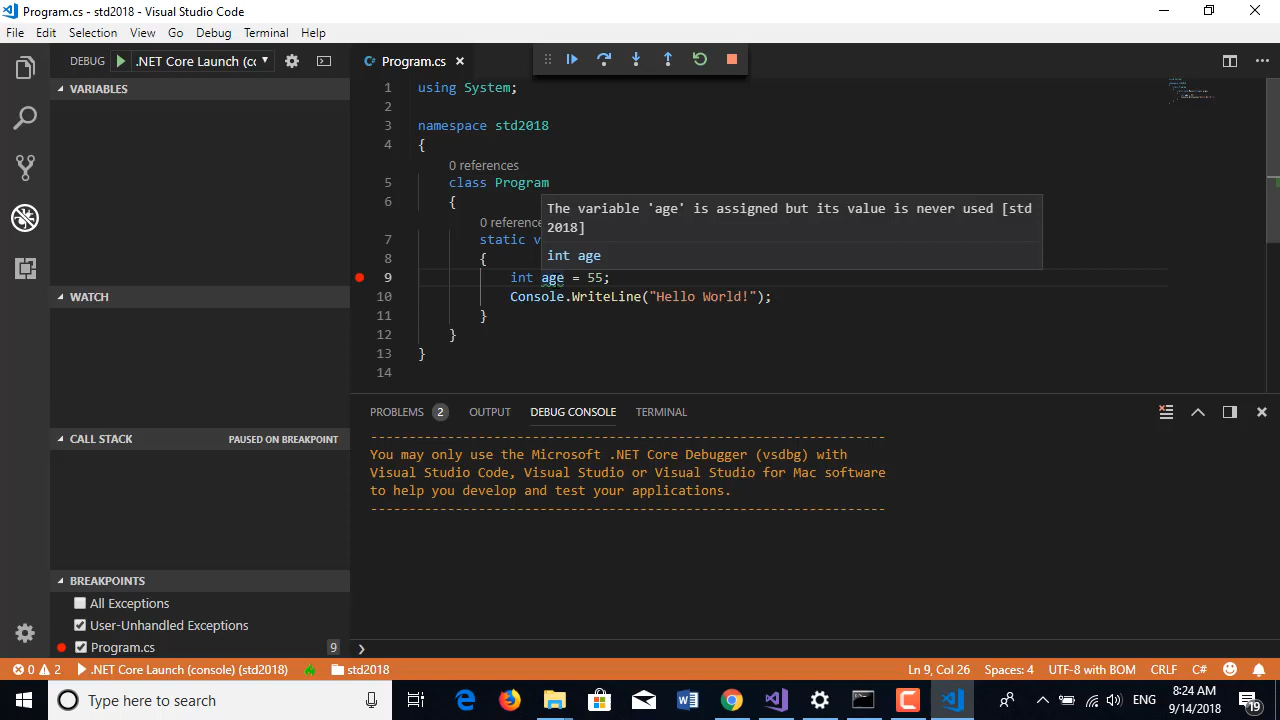 Program.cs - std2018 - Visual Studio Code
File Edit Selection View Go Debug Terminal Help
DEBUG .NET Core Launch (cc
Program.cs
VARIABLES
WATCH
CALL STACK PAUSED ON BREAKPOINT
BREAKPOINTS
All Exceptions
User-Unhandled Exceptions
Program.cs 9
1 using System;
2
3 namespace std2018
4 {
0 references
5 class Program
6 {
0 reference
7 static v
8 {
The variable 'age' is assigned but its value is never used [std
2018]
int age
9 int age = 55;
10 Console.WriteLine("Hello World!");
11 }
12 }
13 }
14
PROBLEMS 2 OUTPUT DEBUG CONSOLE TERMINAL
-------------------------------------------------------------------
You may only use the Microsoft .NET Core Debugger (vsdbg) with
Visual Studio Code, Visual Studio or Visual Studio for Mac software
to help you develop and test your applications.
-------------------------------------------------------------------
0 2 .NET Core Launch (console) (std2018) std2018 Ln 9, Col 26 Spaces: 4 UTF-8 with BOM CRLF C#
Type here to search
ENG
8:24 AM
9/14/2018
19